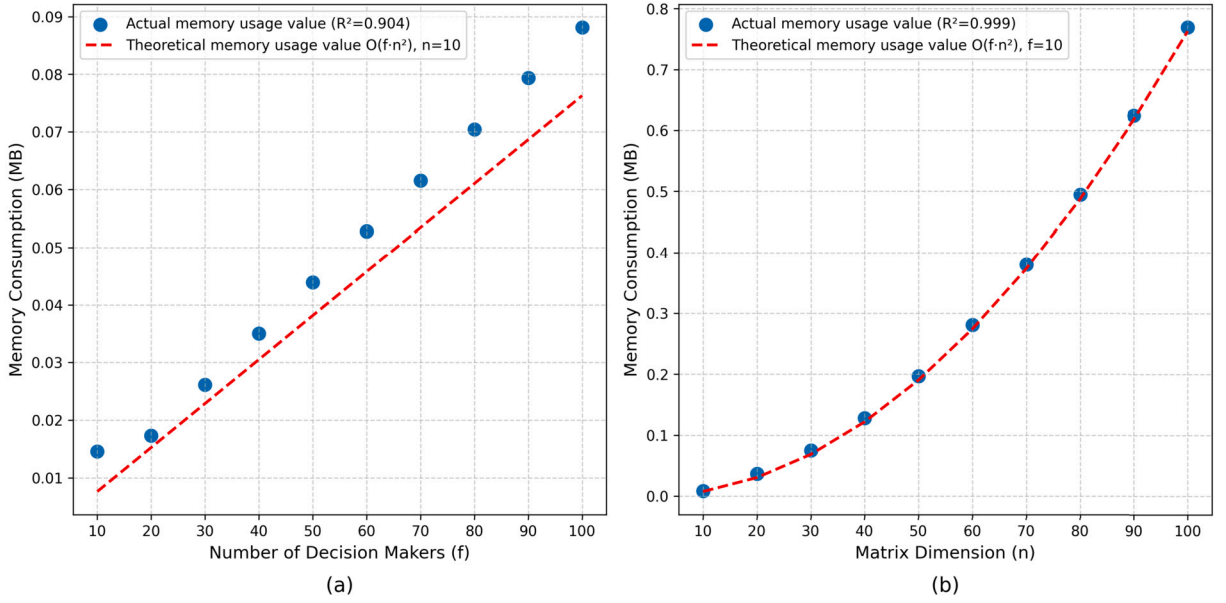 Actual memory usage value (R²=0.904)
Theoretical memory usage value O(f·n²), n=10
0.09
0.08
0.07
0.06
0.05
0.04
0.03
0.02
0.01
Memory Consumption (MB)
10 20 30 40 50 60 70 80 90 100
Number of Decision Makers (f)
(a)
Actual memory usage value (R²=0.999)
Theoretical memory usage value O(f·n²), f=10
0.8
0.7
0.6
0.5
0.4
0.3
0.2
0.1
0.0
Memory Consumption (MB)
10 20 30 40 50 60 70 80 90 100
Matrix Dimension (n)
(b)